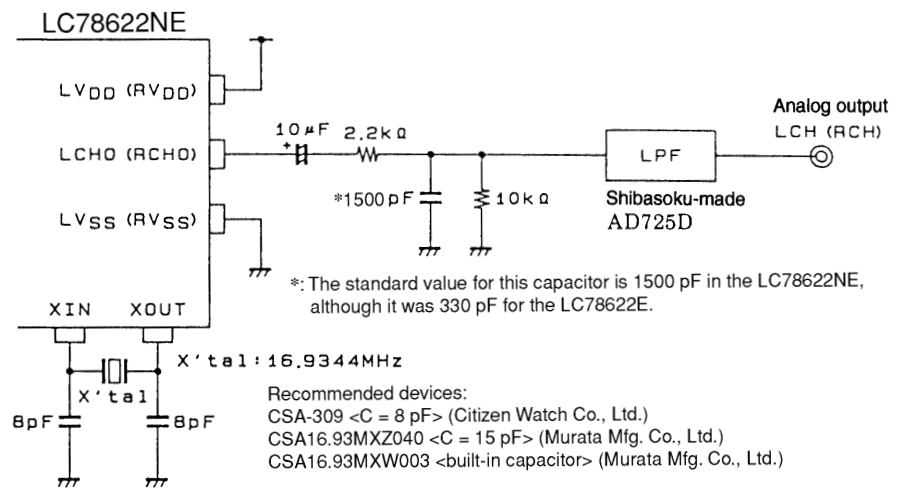 LC78622NE
LVDD (RVDD)
10μF 2.2kΩ
Analog output
LCH (RCH)
LCHO (RCHO)
LPF
*1500pF
10kΩ
Shibasoku-made
AD725D
LVSS (RVSS)
*: The standard value for this capacitor is 1500 pF in the LC78622NE,
although it was 330 pF for the LC78622E.
XIN XOUT
X'tal:16.9344MHz
X'tal
8pF 8pF
Recommended devices:
CSA-309 <C = 8 pF> (Citizen Watch Co., Ltd.)
CSA16.93MXZ040 <C = 15 pF> (Murata Mfg. Co., Ltd.)
CSA16.93MXW003 <built-in capacitor> (Murata Mfg. Co., Ltd.)